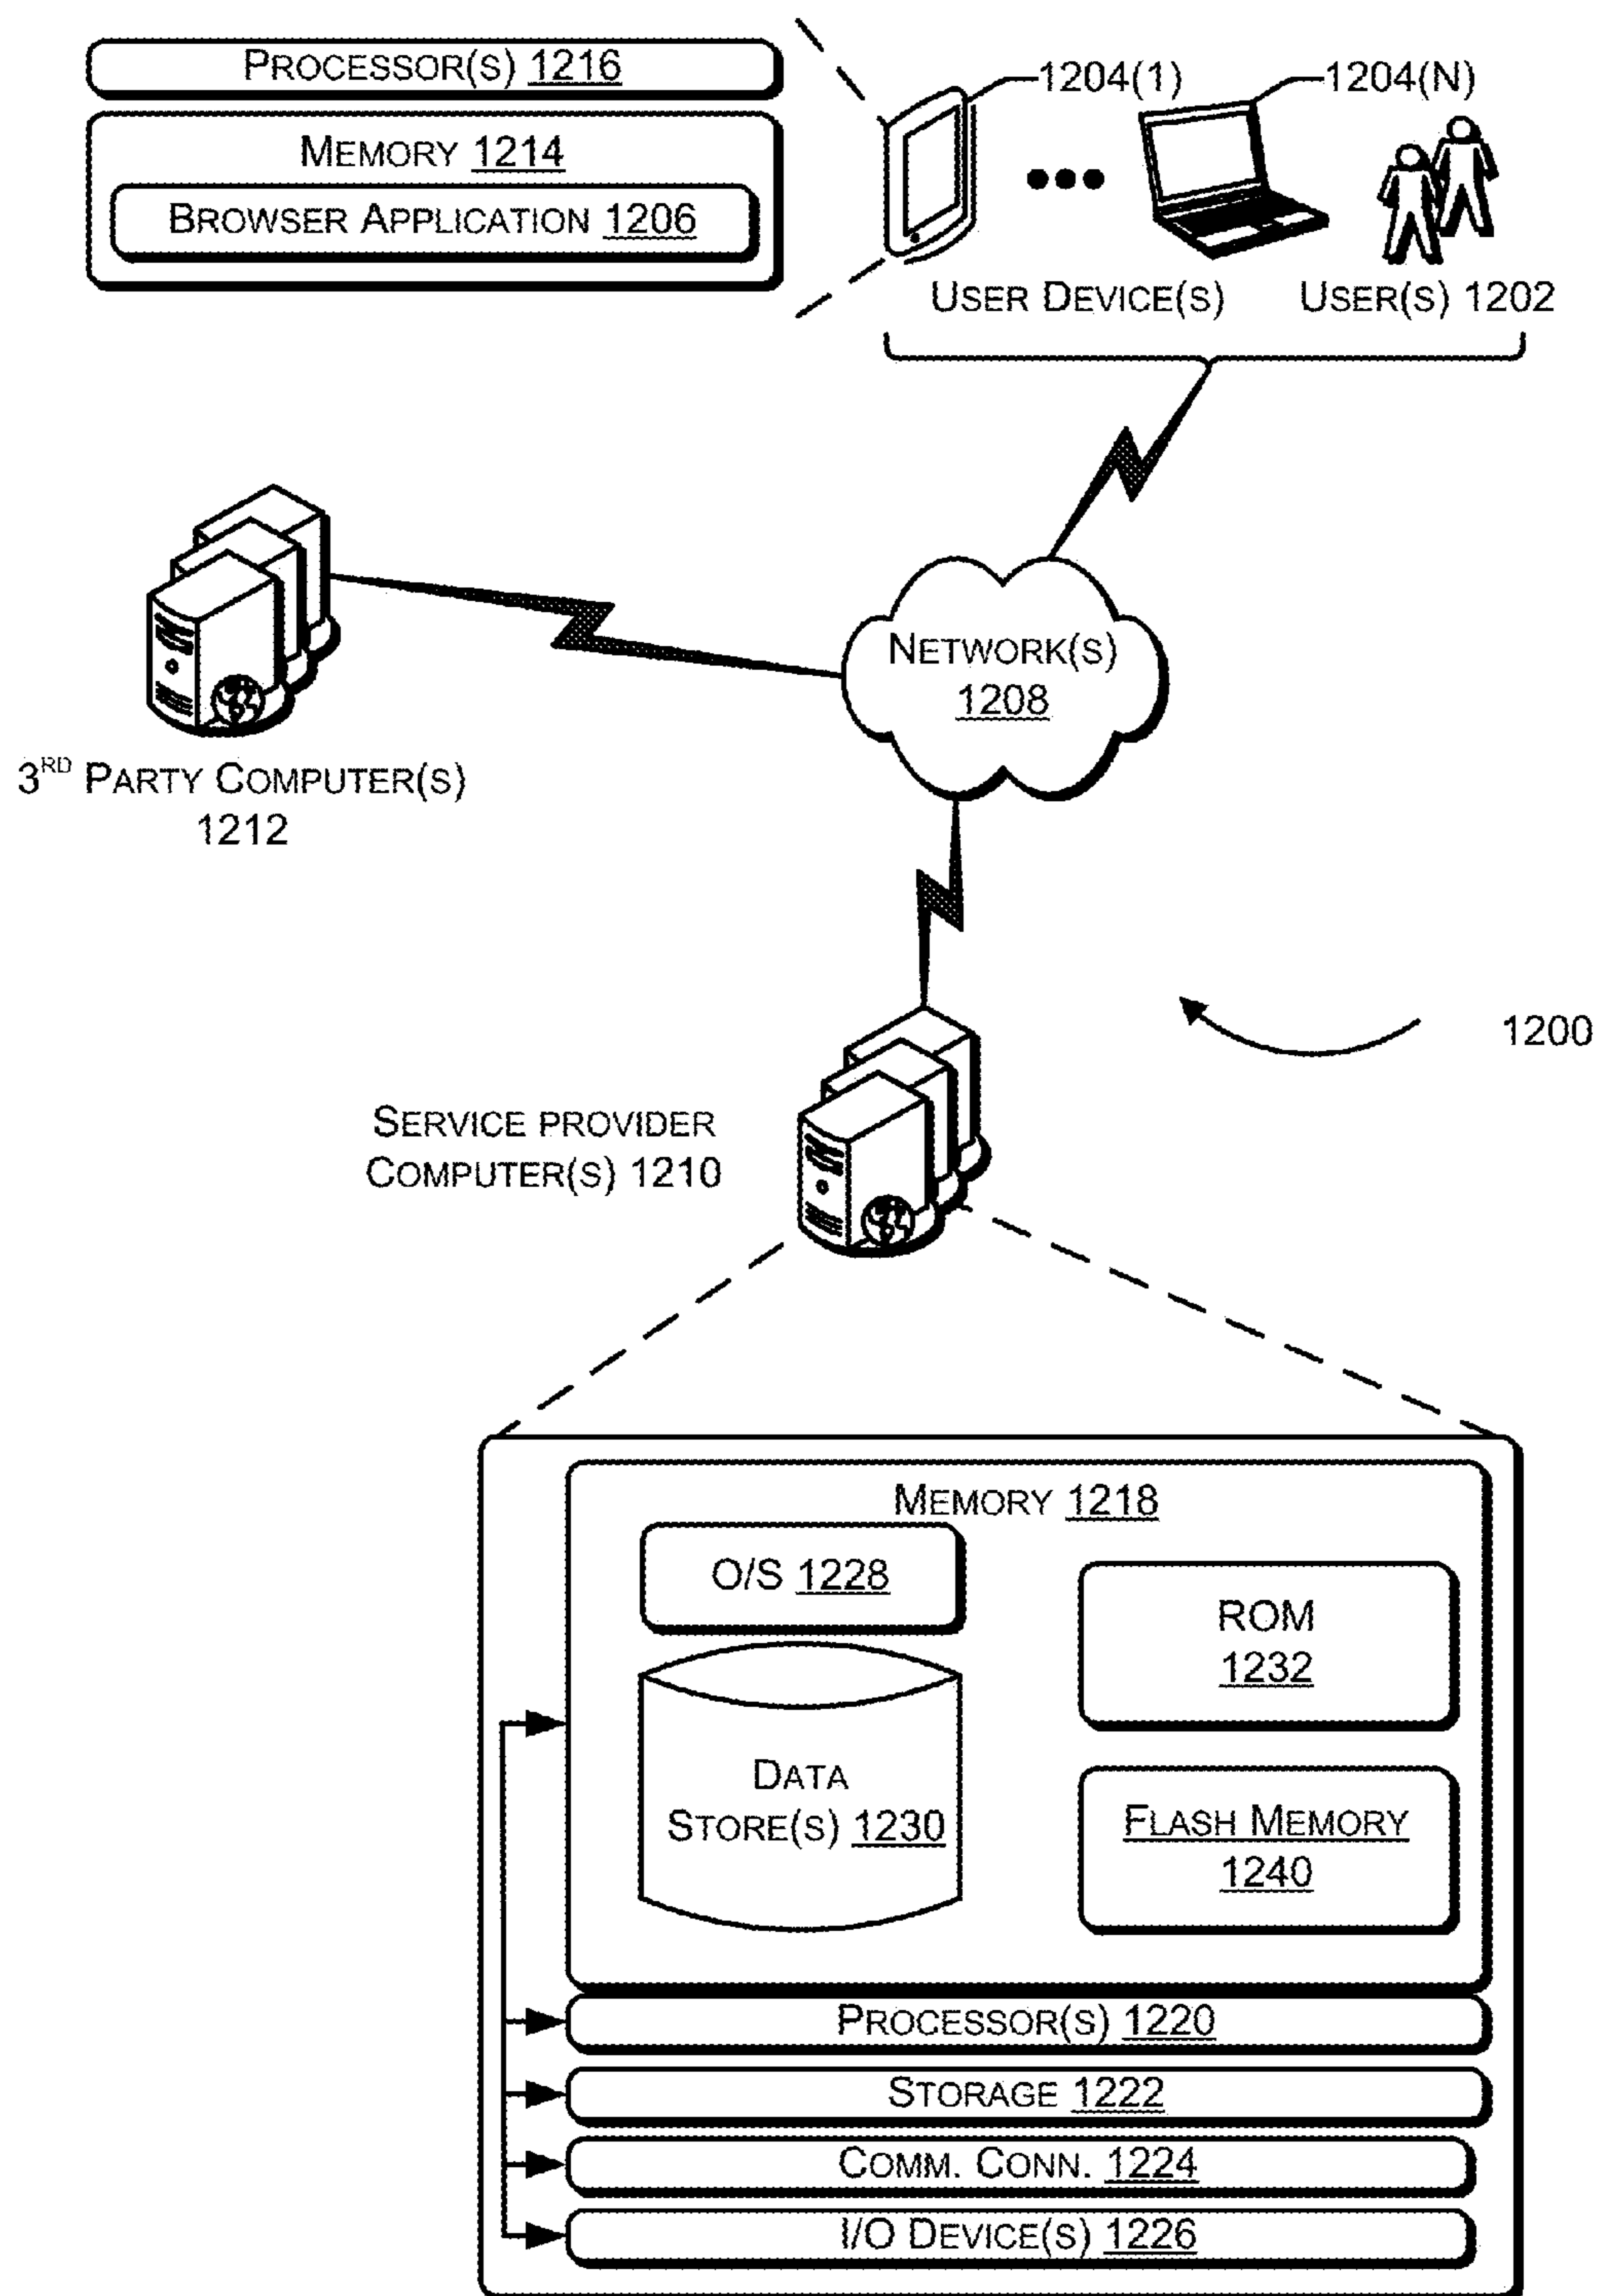 PROCESSOR(S) 1216
MEMORY 1214
BROWSER APPLICATION 1206
1204(1)
1204(N)
USER DEVICE(S)
USER(S) 1202
NETWORK(S)
1208
3RD PARTY COMPUTER(S)
1212
1200
SERVICE PROVIDER
COMPUTER(S) 1210
MEMORY 1218
O/S 1228
ROM
1232
DATA
STORE(S) 1230
FLASH MEMORY
1240
PROCESSOR(S) 1220
STORAGE 1222
COMM. CONN. 1224
I/O DEVICE(S) 1226